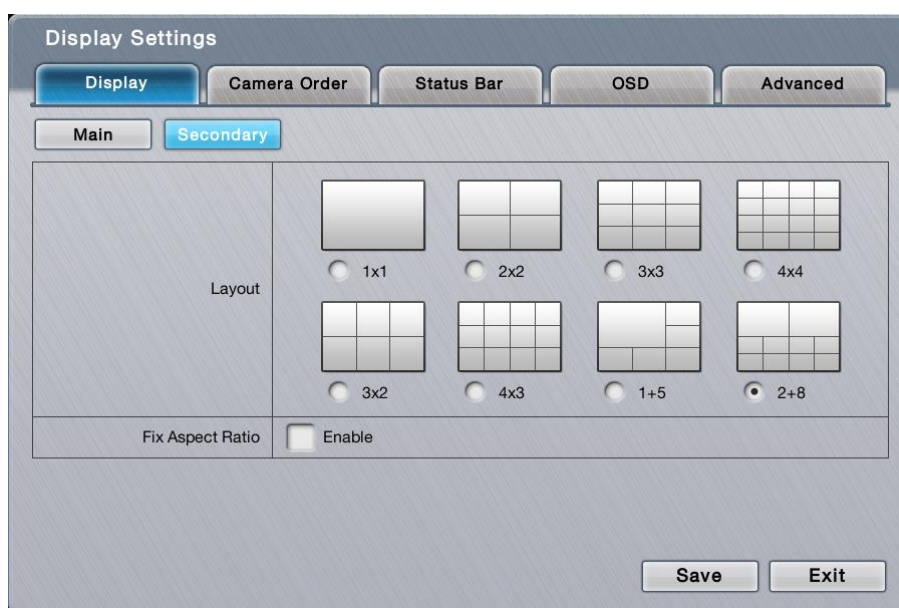 Display Settings
Display Camera Order Status Bar OSD Advanced
Main Secondary
Layout
1x1 2x2 3x3 4x4
3x2 4x3 1+5 2+8
Fix Aspect Ratio Enable
Save Exit